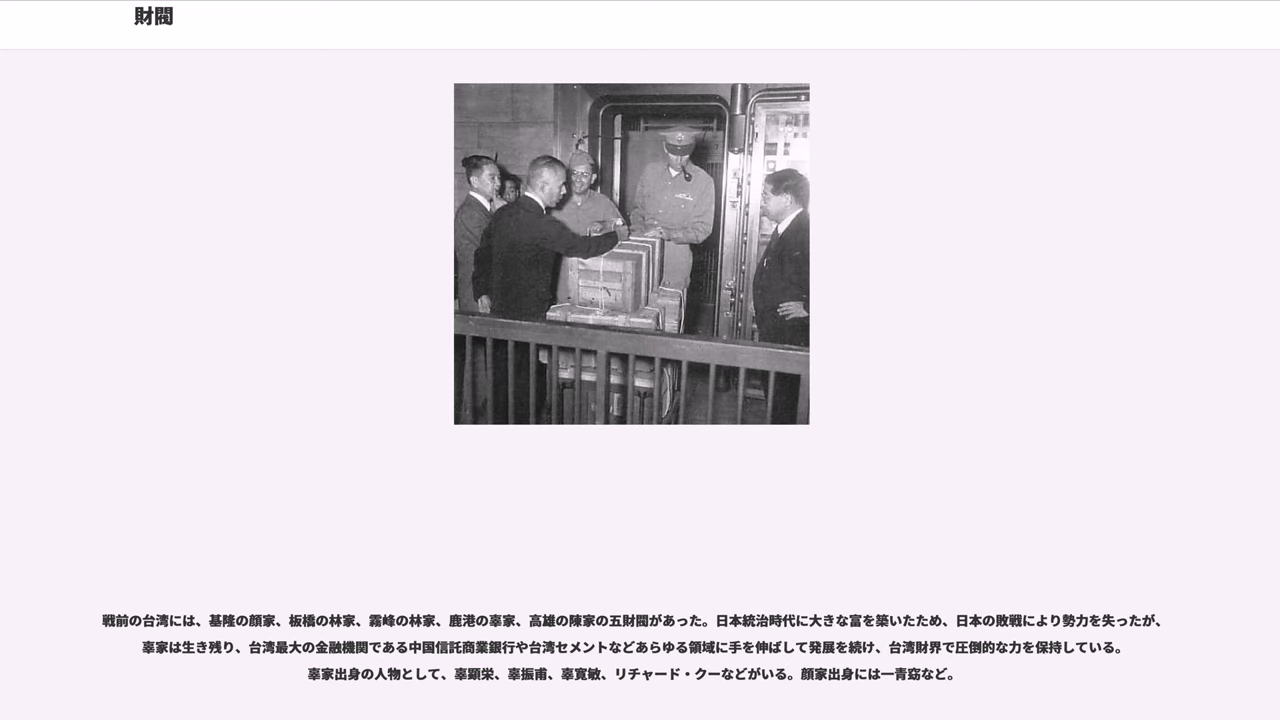 財閥
戦前の台湾には、基隆の顔家、板橋の林家、霧峰の林家、鹿港の辜家、高雄の陳家の五財閥があった。日本統治時代に大きな富を築いたため、日本の敗戦により勢力を失ったが、
辜家は生き残り、台湾最大の金融機関である中国信託商業銀行や台湾セメントなどあらゆる領域に手を伸ばして発展を続け、台湾財界で圧倒的な力を保持している。
辜家出身の人物として、辜顕栄、辜振甫、辜寛敏、リチャード・クーなどがいる。顔家出身には一青窈など。